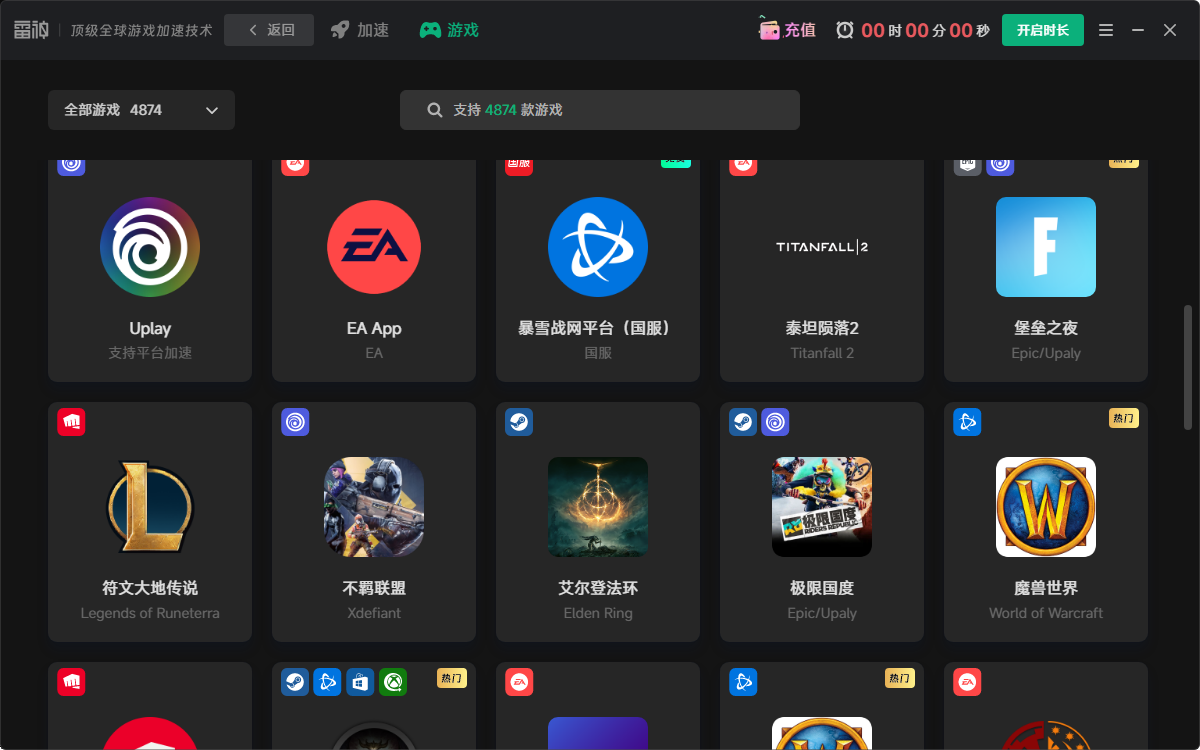 雷神 顶级全球游戏加速技术 返回 加速 游戏 充值 00时00分00秒 开启时长
全部游戏 4874 支持 4874 款游戏
EA 国服 EA 热门
EA TITANFALL|2 F
Uplay EA App 暴雪战网平台（国服） 泰坦陨落2 堡垒之夜
支持平台加速 EA 国服 Titanfall 2 Epic/Upaly
热门
L 极限国度 W
RIDERS REPUBLIC
符文大地传说 不羁联盟 艾尔登法环 极限国度 魔兽世界
Legends of Runeterra Xdefiant Elden Ring Epic/Upaly World of Warcraft
热门 EA 热门 EA